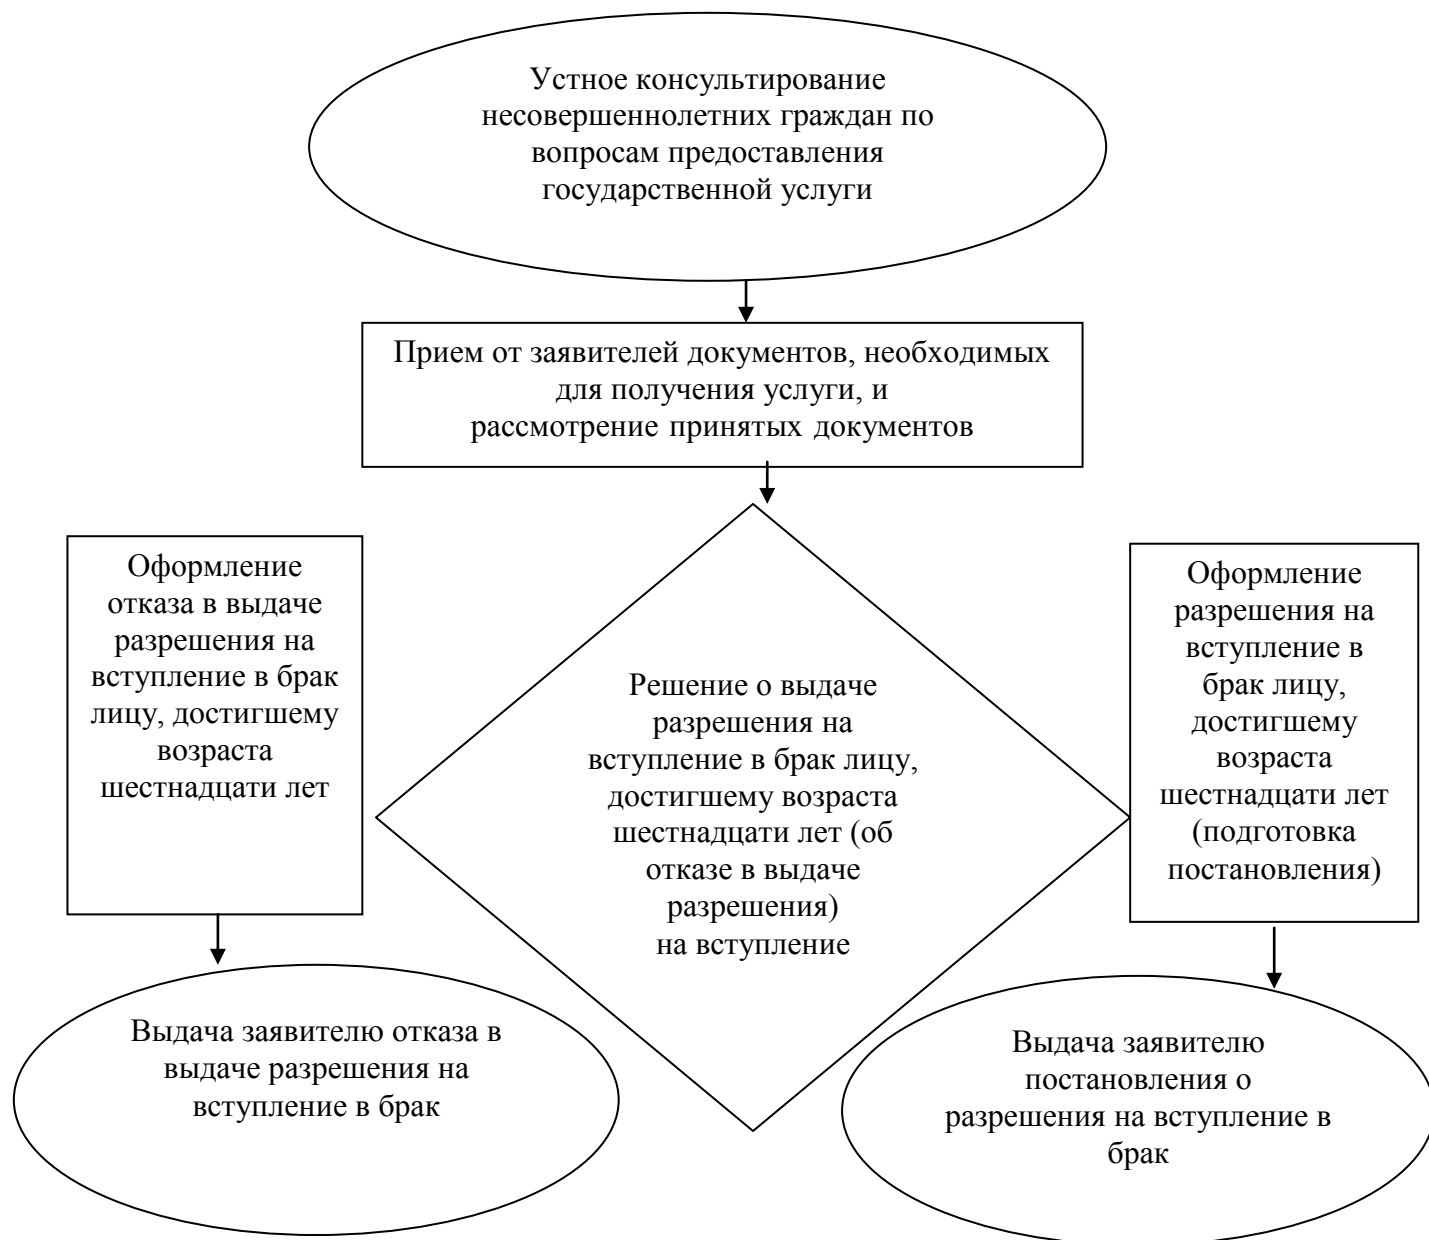 Устное консультирование
несовершеннолетних граждан по
вопросам предоставления
государственной услуги
Прием от заявителей документов, необходимых
для получения услуги, и
рассмотрение принятых документов
Оформление
отказа в выдаче
разрешения на
вступление в брак
лицу, достигшему
возраста
шестнадцати лет
Решение о выдаче
разрешения на
вступление в брак лицу,
достигшему возраста
шестнадцати лет (об
отказе в выдаче
разрешения)
на вступление
Оформление
разрешения на
вступление в
брак лицу,
достигшему
возраста
шестнадцати лет
(подготовка
постановления)
Выдача заявителю отказа в
выдаче разрешения на
вступление в брак
Выдача заявителю
постановления о
разрешения на вступление в
брак